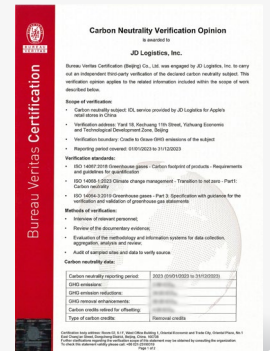 BUREAU
VERITAS
Bureau Veritas Certification
Carbon Neutrality Verification Opinion
is awarded to
JD Logistics, Inc.
Bureau Veritas Certification (Beijing) Co., Ltd. was engaged by JD Logistics, Inc. to carry
out an independent third-party verification of the declared carbon neutrality subject. This
verification opinion applies to the related information included within the scope of work
described below.
Scope of verification:
Carbon neutrality subject: IDL service provided by JD Logistics for Apple's
retail stores in China
Verification address: Yard 18, Kechuang 11th Street, Yizhuang Economic
and Technological Development Zone, Beijing
Verification boundary: Cradle to Grave GHG emissions of the subject
Reporting period covered: 01/01/2023 to 31/12/2023
Verification standards:
ISO 14067:2018 Greenhouse gases - Carbon footprint of products - Requirements
and guidelines for quantification
ISO 14068-1:2023 Climate change management - Transition to net zero - Part1:
Carbon neutrality
ISO 14064-3:2019 Greenhouse gases - Part 3: Specification with guidance for the
verification and validation of greenhouse gas statements
Methods of verification:
Interview of relevant personnel;
Review of the documentary evidence;
Evaluation of the methodology and information systems for data collection,
aggregation, analysis and review;
Audit of sampled sites and data to verify source.
Carbon neutrality data:
Carbon neutrality reporting period: 2023 (01/01/2023 to 31/12/2023)
GHG emissions:
GHG emission reductions:
GHG removal enhancements:
Carbon credits retired for offsetting:
Type of carbon credits: Removal credits
Page 1 of 2